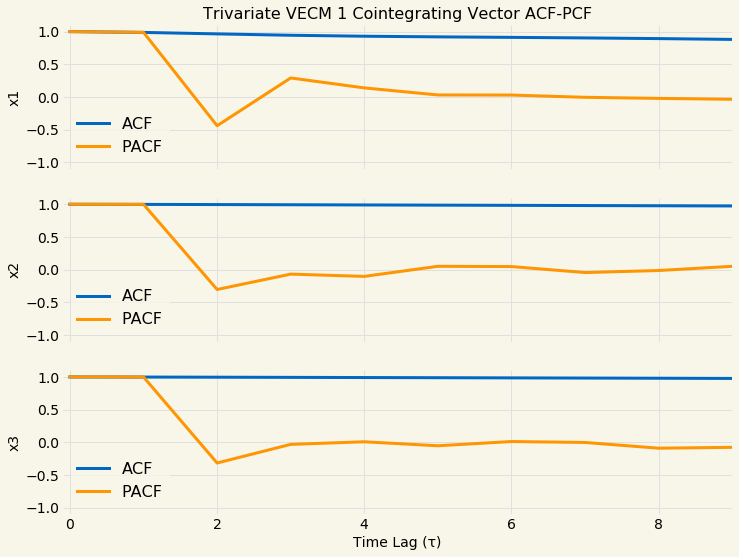 Trivariate VECM 1 Cointegrating Vector ACF-PCF
1.0
0.5
0.0
−0.5
−1.0
x1
ACF
PACF
1.0
0.5
0.0
−0.5
−1.0
x2
ACF
PACF
1.0
0.5
0.0
−0.5
−1.0
x3
ACF
PACF
0 2 4 6 8
Time Lag (τ)